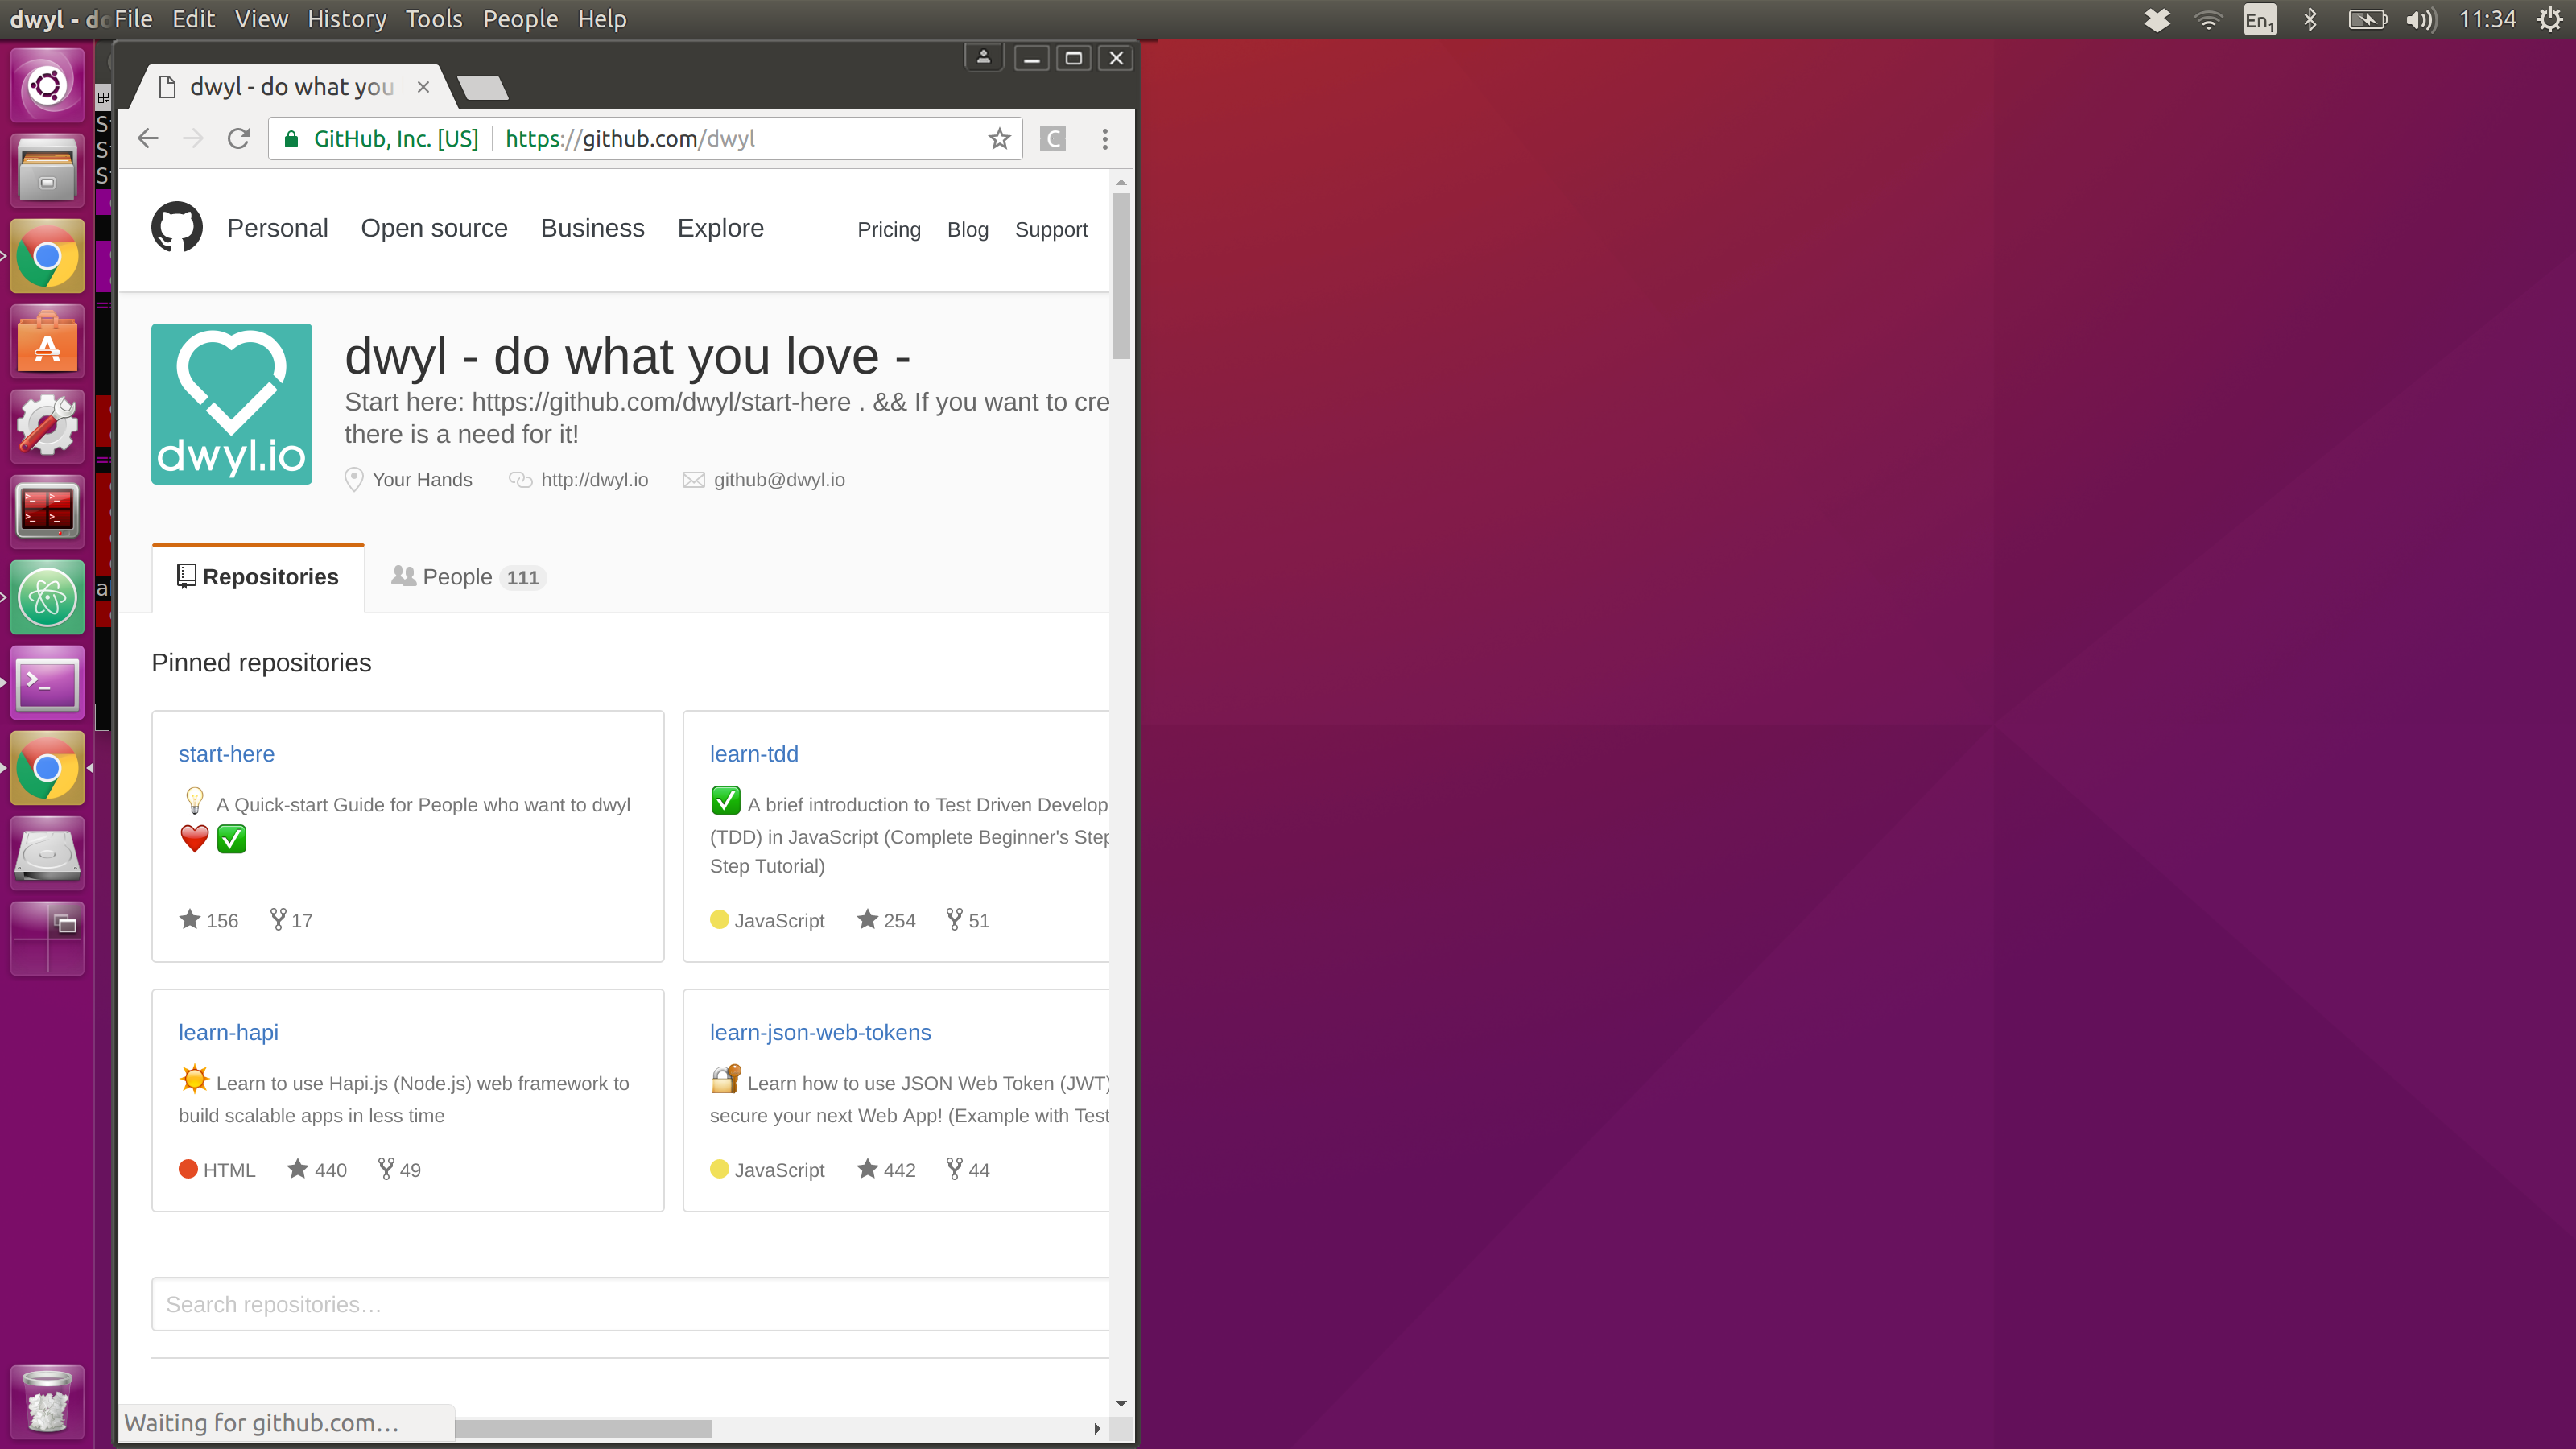 dwyl - do File Edit View History Tools People Help
En1 11:34
dwyl - do what you
GitHub, Inc. [US] https://github.com/dwyl
C
Personal Open source Business Explore Pricing Blog Support
dwyl.io
dwyl - do what you love -
Start here: https://github.com/dwyl/start-here . && If you want to cre
there is a need for it!
Your Hands http://dwyl.io github@dwyl.io
Repositories People 111
Pinned repositories
start-here
A Quick-start Guide for People who want to dwyl
156 17
learn-tdd
A brief introduction to Test Driven Develop
(TDD) in JavaScript (Complete Beginner's Step
Step Tutorial)
JavaScript 254 51
learn-hapi
Learn to use Hapi.js (Node.js) web framework to
build scalable apps in less time
HTML 440 49
learn-json-web-tokens
Learn how to use JSON Web Token (JWT)
secure your next Web App! (Example with Test
JavaScript 442 44
Search repositories…
Waiting for github.com…